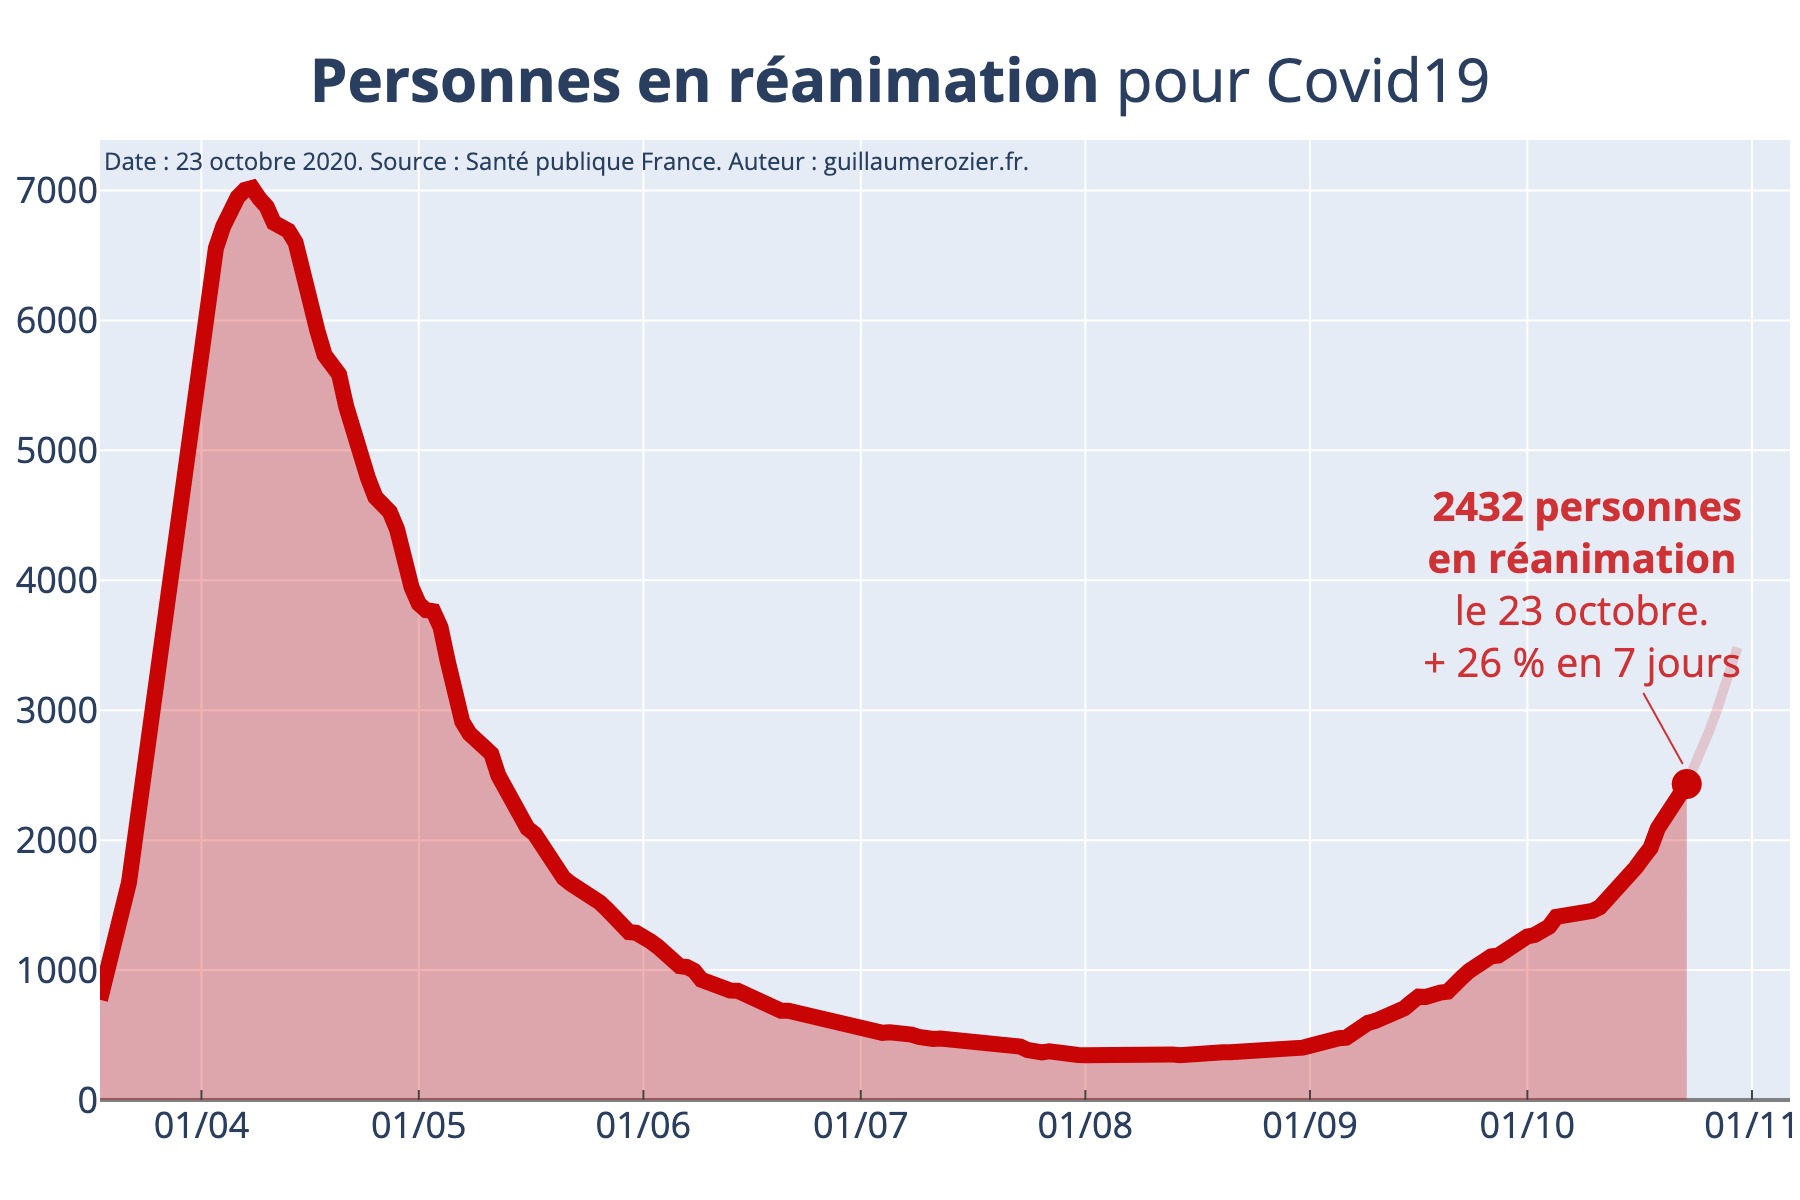 Personnes en réanimation pour Covid19
Date : 23 octobre 2020. Source : Santé publique France. Auteur : guillaumerozier.fr.
7000
6000
5000
4000
3000
2000
1000
0
2432 personnes
en réanimation
le 23 octobre.
+ 26 % en 7 jours
01/04 01/05 01/06 01/07 01/08 01/09 01/10 01/11